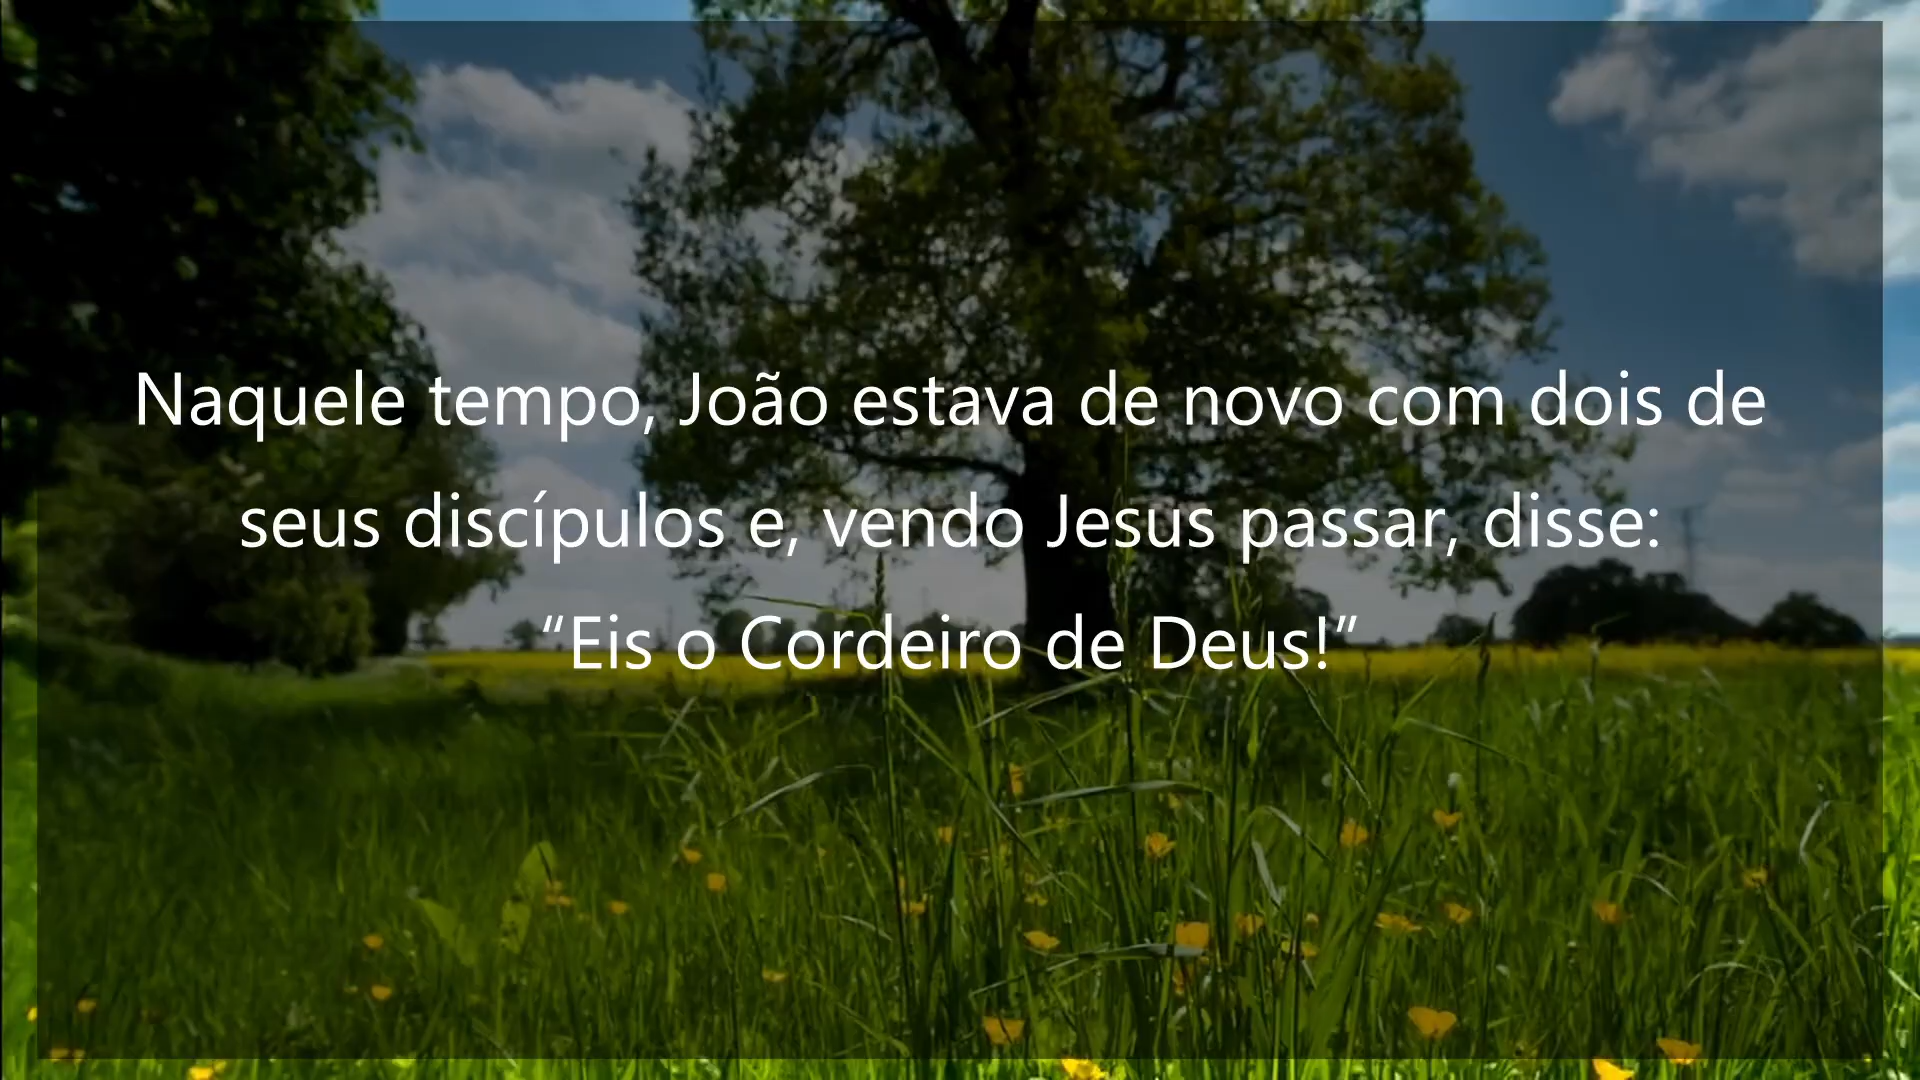 Naquele tempo, João estava de novo com dois de
seus discípulos e, vendo Jesus passar, disse:
“Eis o Cordeiro de Deus!”